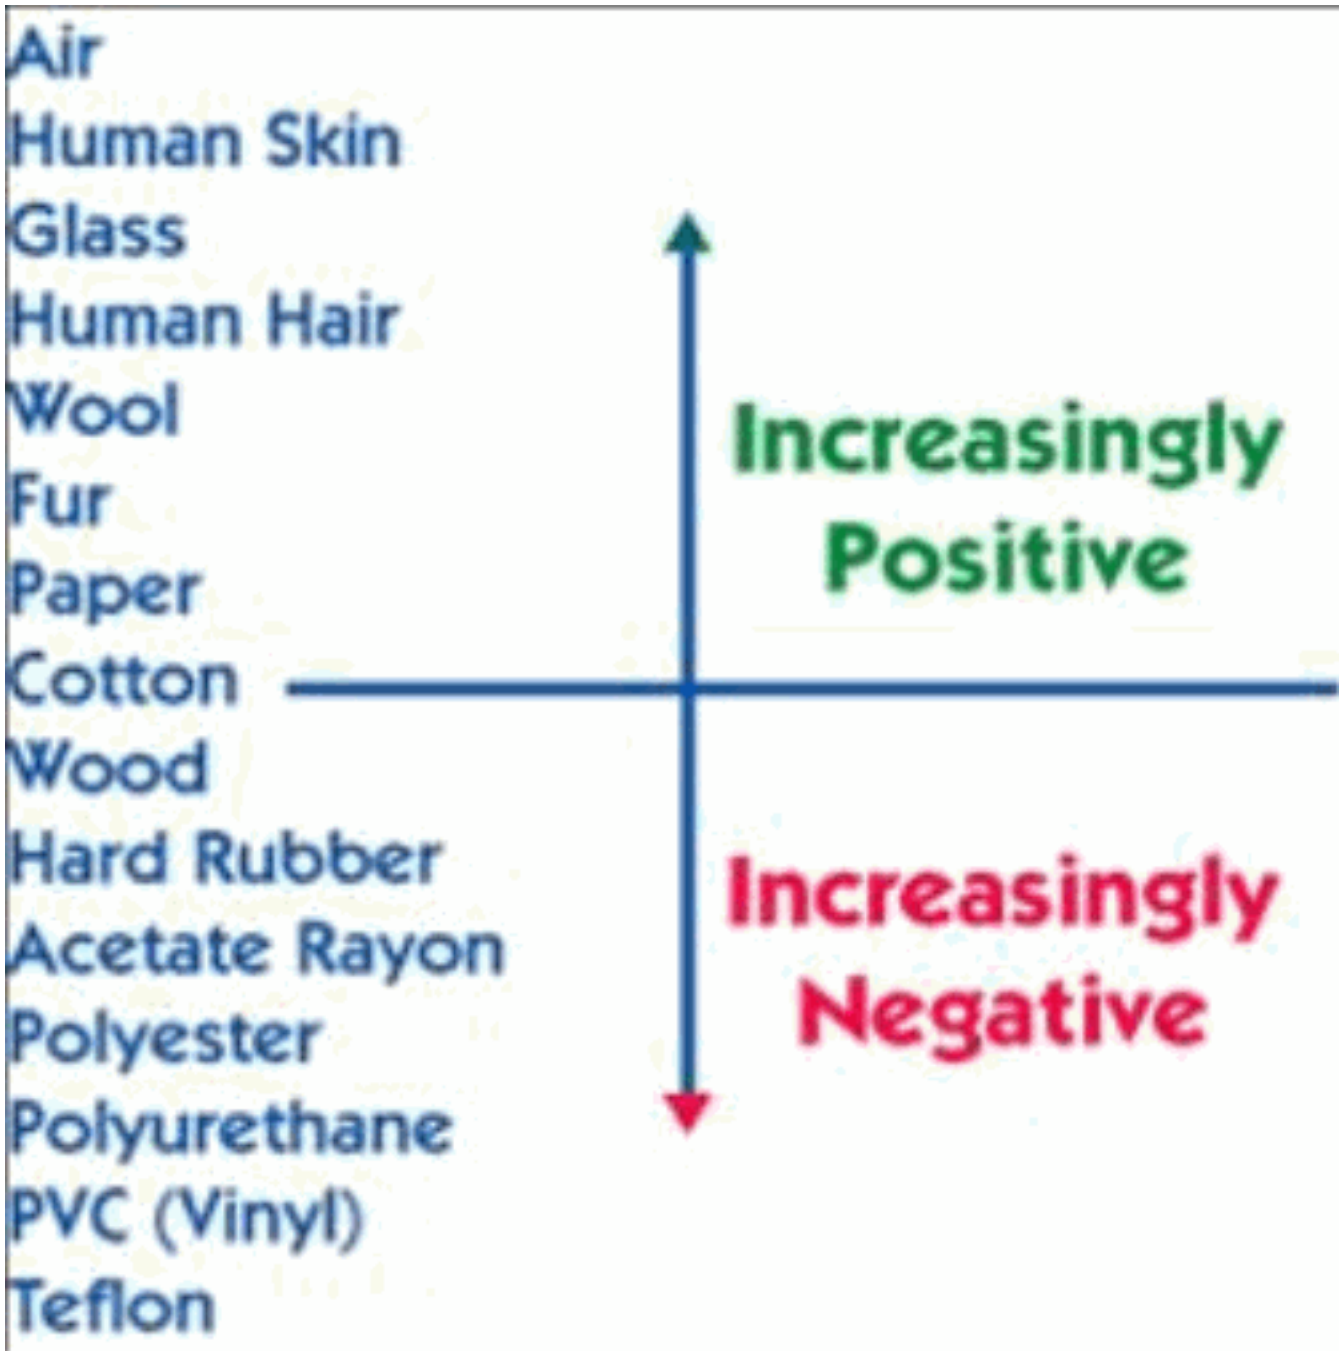 Air
Human Skin
Glass
Human Hair
Wool
Fur
Paper
Cotton
Wood
Hard Rubber
Acetate Rayon
Polyester
Polyurethane
PVC (Vinyl)
Teflon
Increasingly
Positive
Increasingly
Negative